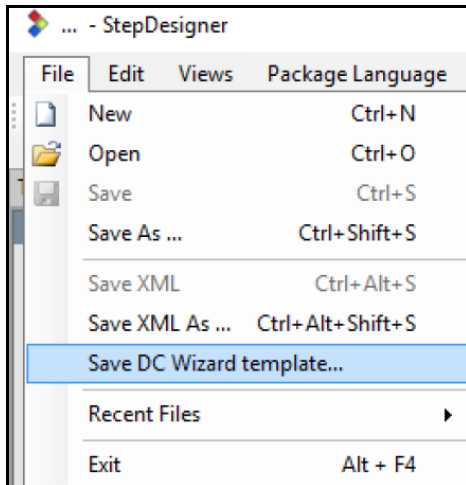 ... - StepDesigner
File Edit Views Package Language
New Ctrl+N
Open Ctrl+O
Save Ctrl+S
Save As ... Ctrl+Shift+S
Save XML Ctrl+Alt+S
Save XML As ... Ctrl+Alt+Shift+S
Save DC Wizard template...
Recent Files
Exit Alt + F4